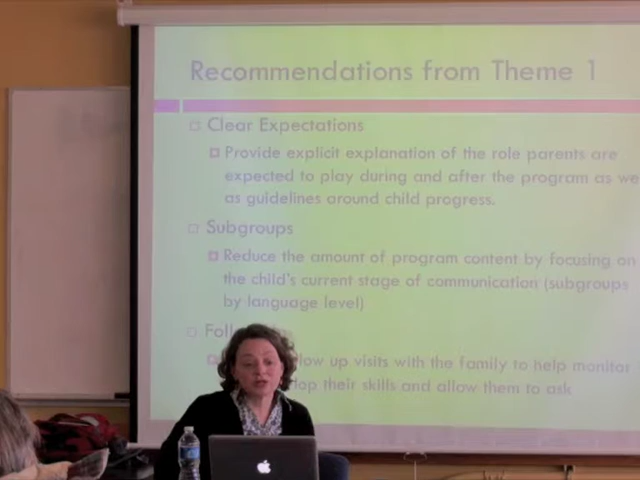 Recommendations from Theme 1
Clear Expectations
Provide explicit explanation of the role parents are
expected to play during and after the program as
as guidelines around child progress.
Subgroups
Reduce the amount of program content by focusing on
the child's current stage of communication (subgroups
by language level)
up visits with the family to help monitor
their skills and allow them to ask